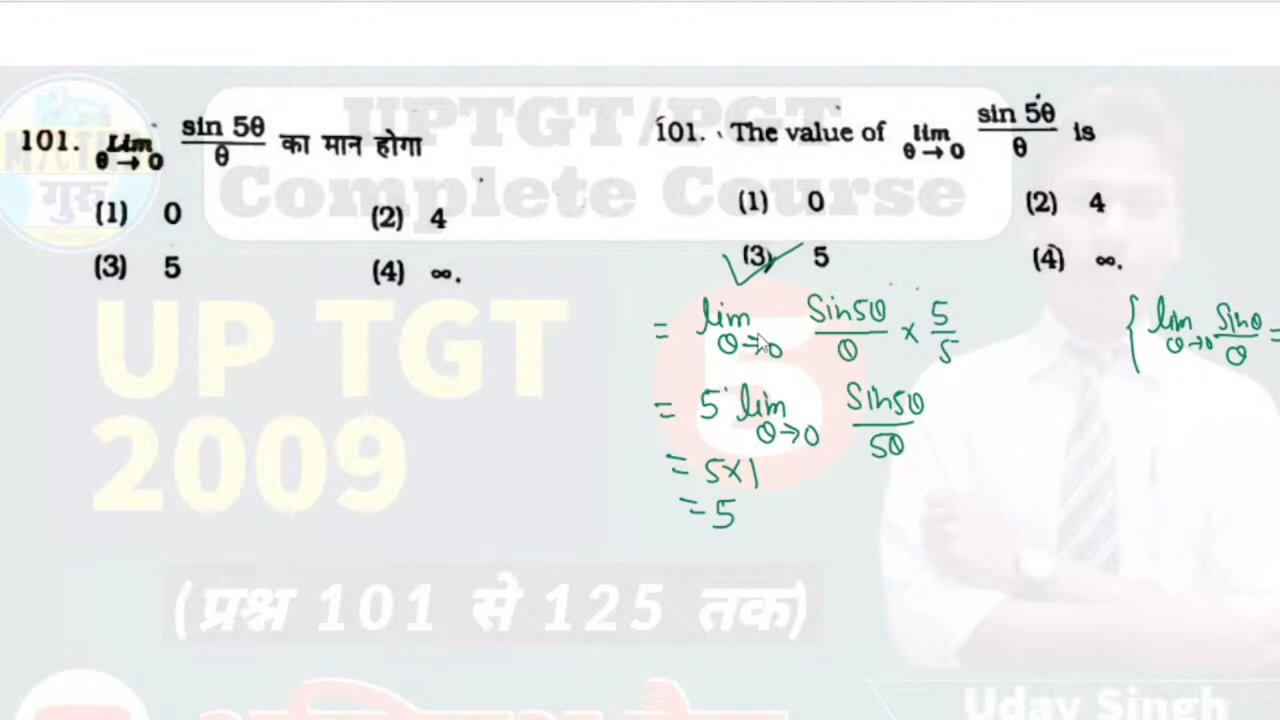 101. Lim θ→0 sin 5θ / θ का मान होगा
(1) 0 (2) 4
(3) 5 (4) ∞.
101. The value of lim θ→0 sin 5θ / θ is
(1) 0 (2) 4
(3) 5 (4) ∞.
= lim θ→0 Sin5θ / θ × 5/5
{ lim θ→0 Sinθ / θ =
= 5 lim θ→0 Sin5θ / 5θ
= 5×1
= 5
UPTGT/PGT
Complete Course
गुरु
UP TGT
2009
5
(प्रश्न 101 से 125 तक)
Uday Singh